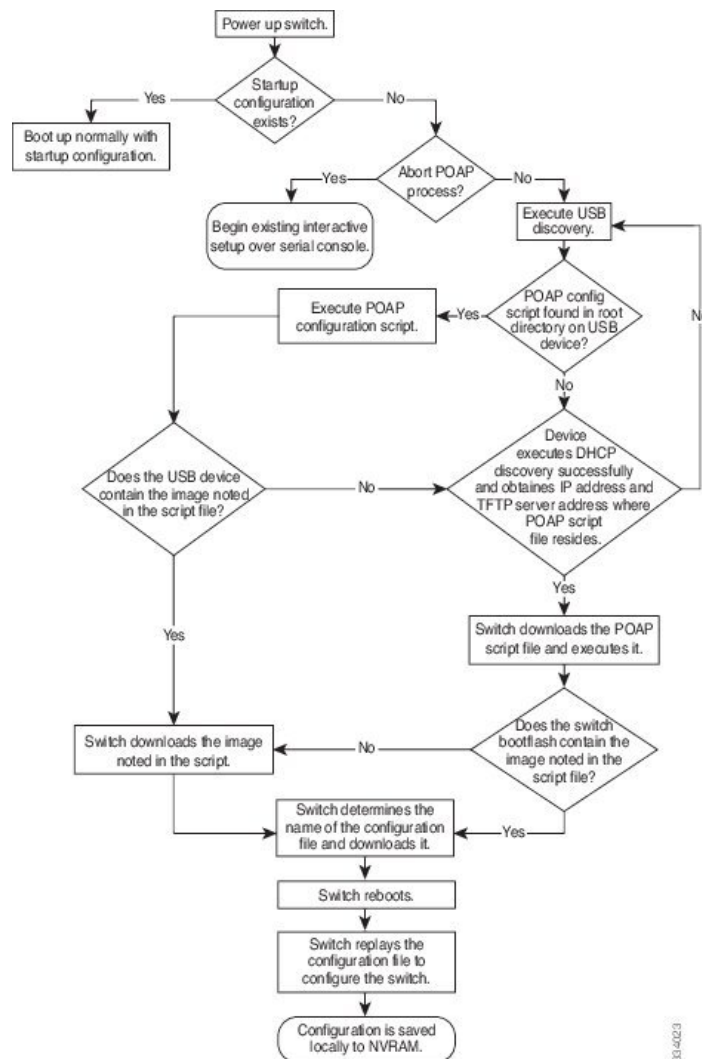 Power up switch.
Startup
configuration
exists?
Yes
No
Boot up normally with
startup configuration.
Abort POAP
process?
Yes
No
Begin existing interactive
setup over serial console.
Execute USB
discovery.
Execute POAP
configuration script.
Yes
POAP config
script found in root
directory on USB
device?
No
Device
executes DHCP
discovery successfully
and obtaines IP address and
TFTP server address where
POAP script
file resides.
Does the USB device
contain the image noted
in the script file?
No
Yes
Yes
Switch downloads the POAP
script file and executes it.
Does the switch
bootflash contain the
image noted in the
script file?
Switch downloads the image
noted in the script.
No
Switch determines the
name of the configuration
file and downloads it.
Yes
Switch reboots.
Switch replays the
configuration file to
configure the switch.
Configuration is saved
locally to NVRAM.